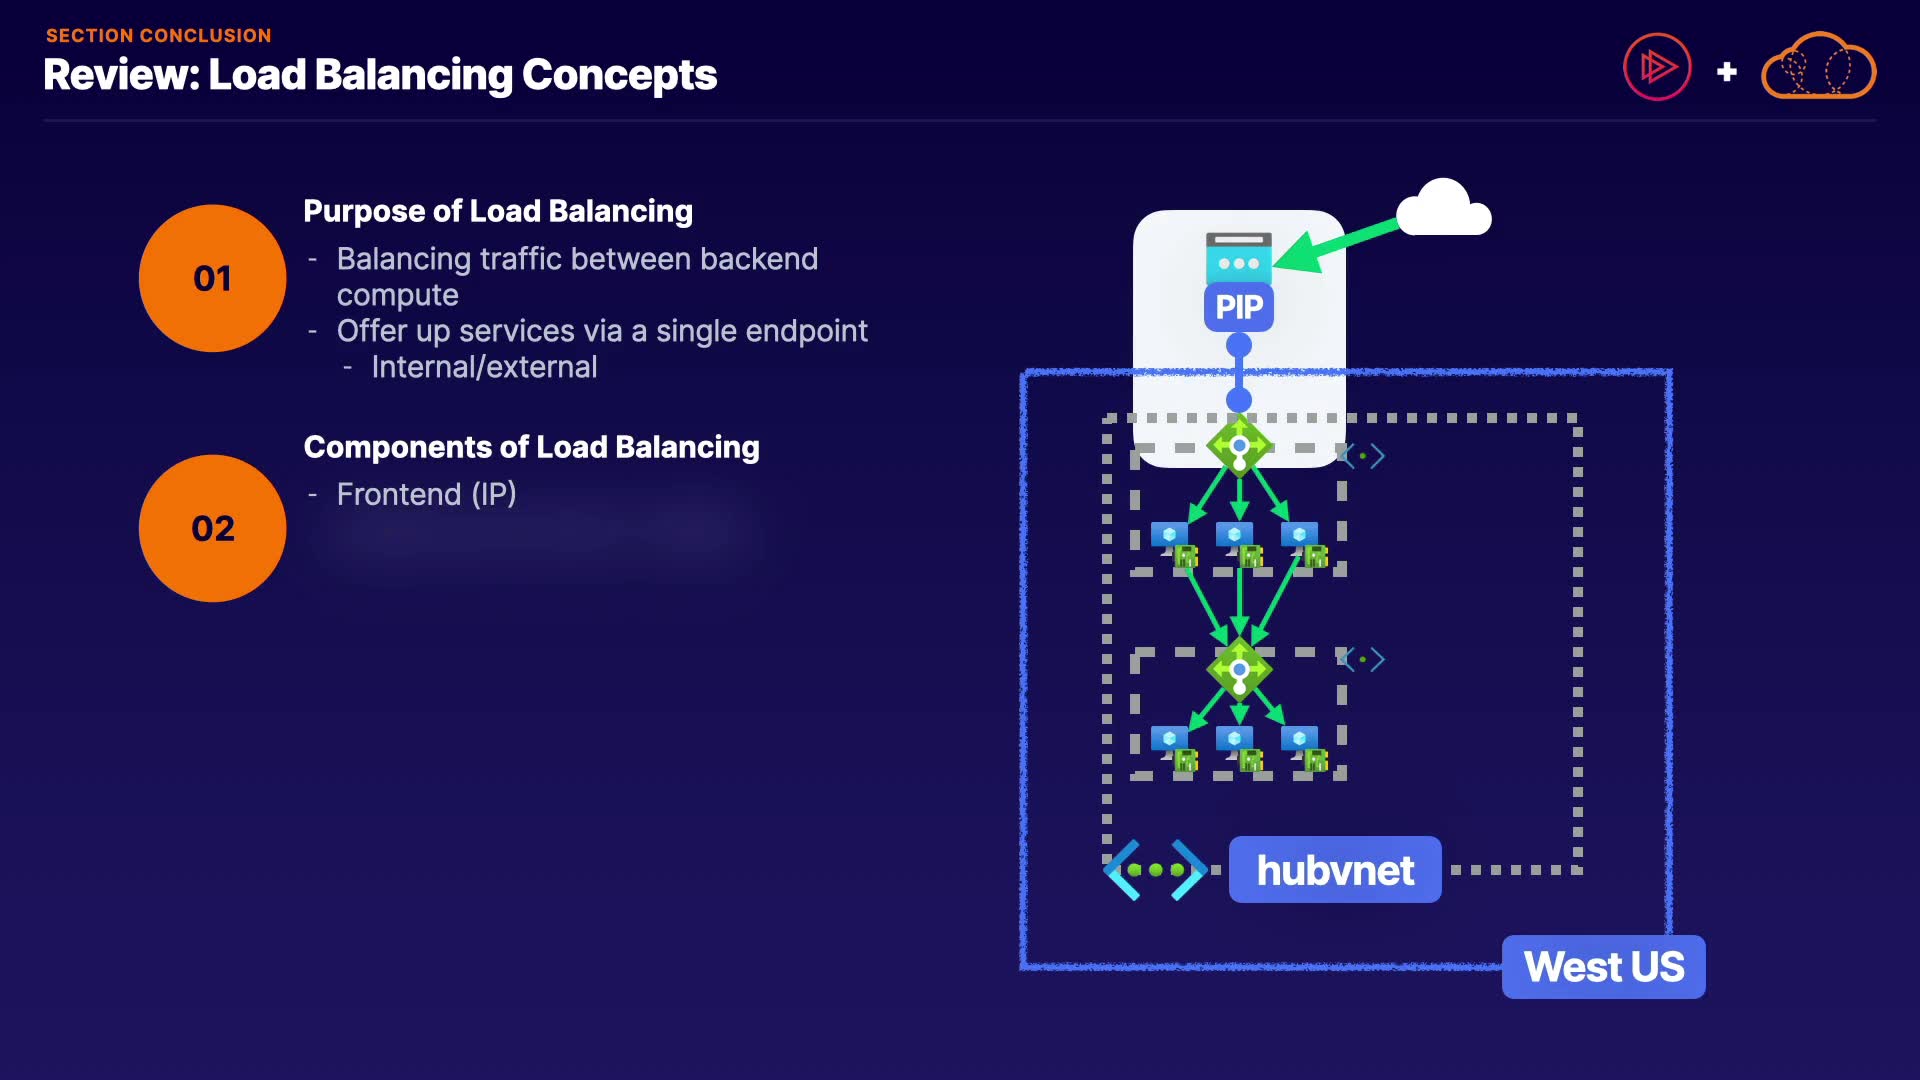 SECTION CONCLUSION
Review: Load Balancing Concepts
+
01
Purpose of Load Balancing
- Balancing traffic between backend
compute
- Offer up services via a single endpoint
- Internal/external
02
Components of Load Balancing
- Frontend (IP)
PIP
hubvnet
West US